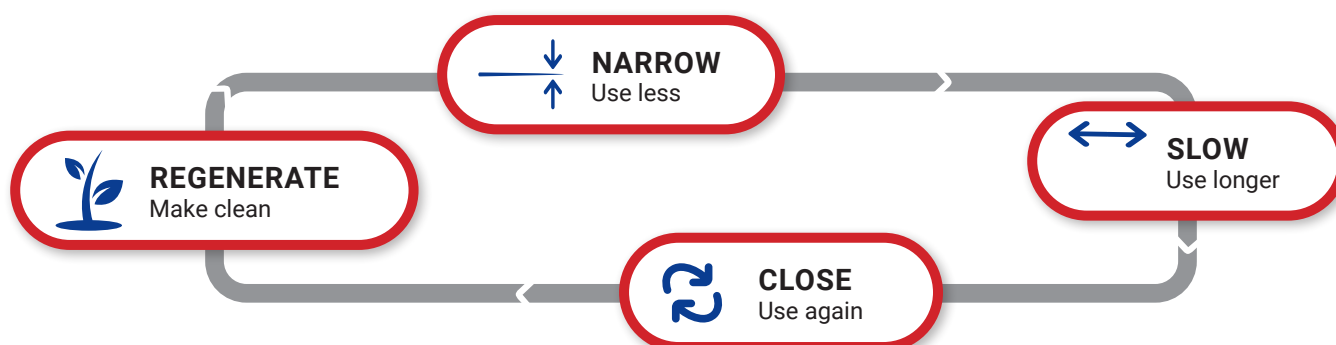 NARROW
Use less
SLOW
Use longer
REGENERATE
Make clean
CLOSE
Use again